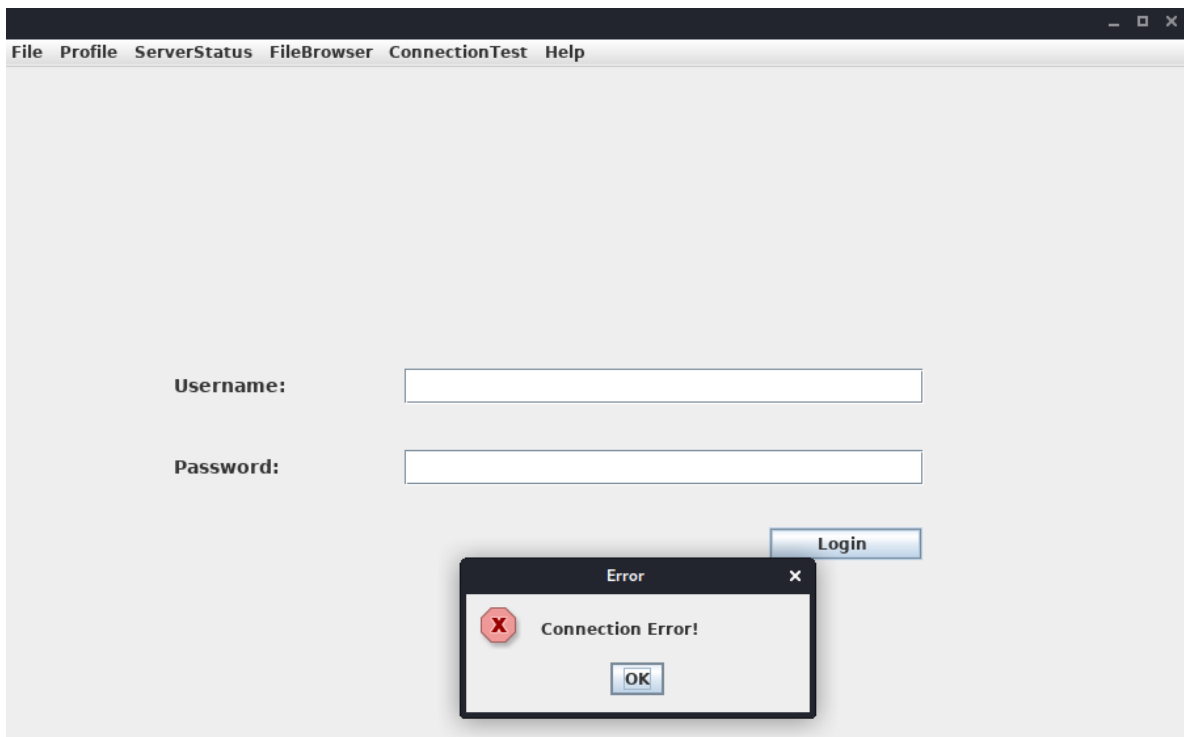 File Profile ServerStatus FileBrowser ConnectionTest Help
Username:
Password:
Login
Error
X
Connection Error!
OK